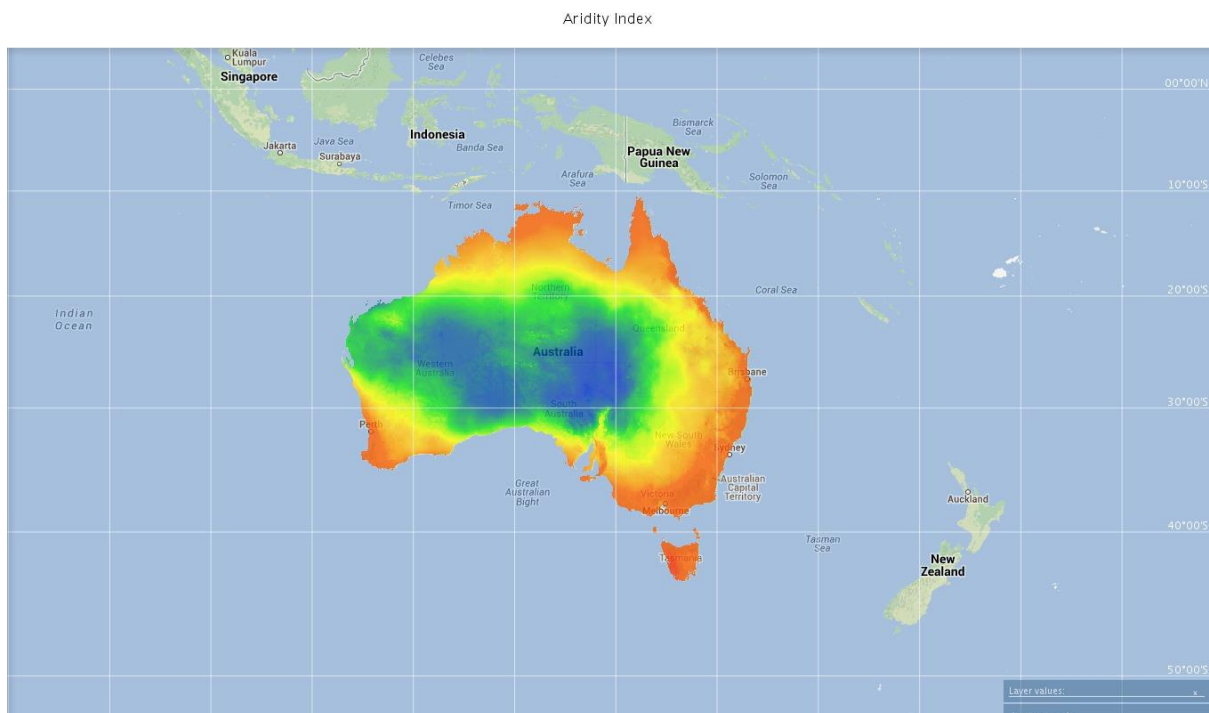 Aridity Index
Kuala
Lumpur
Singapore
Celebes
Sea
00°00'N
Bismarck
Sea
Indonesia
Jakarta
Java Sea
Banda Sea
Surabaya
Papua New
Guinea
Arafura
Sea
Solomon
Sea
10°00'S
Timor Sea
Northern
Territory
Coral Sea
20°00'S
Indian
Ocean
Queensland
Australia
Western
Australia
Brisbane
South
Australia
30°00'S
Perth
New South
Wales
Sydney
Great
Australian
Bight
Australian
Capital
Territory
Victoria
Melbourne
Auckland
40°00'S
Tasman
Sea
Tasmania
New
Zealand
50°00'S
Layer values:
x